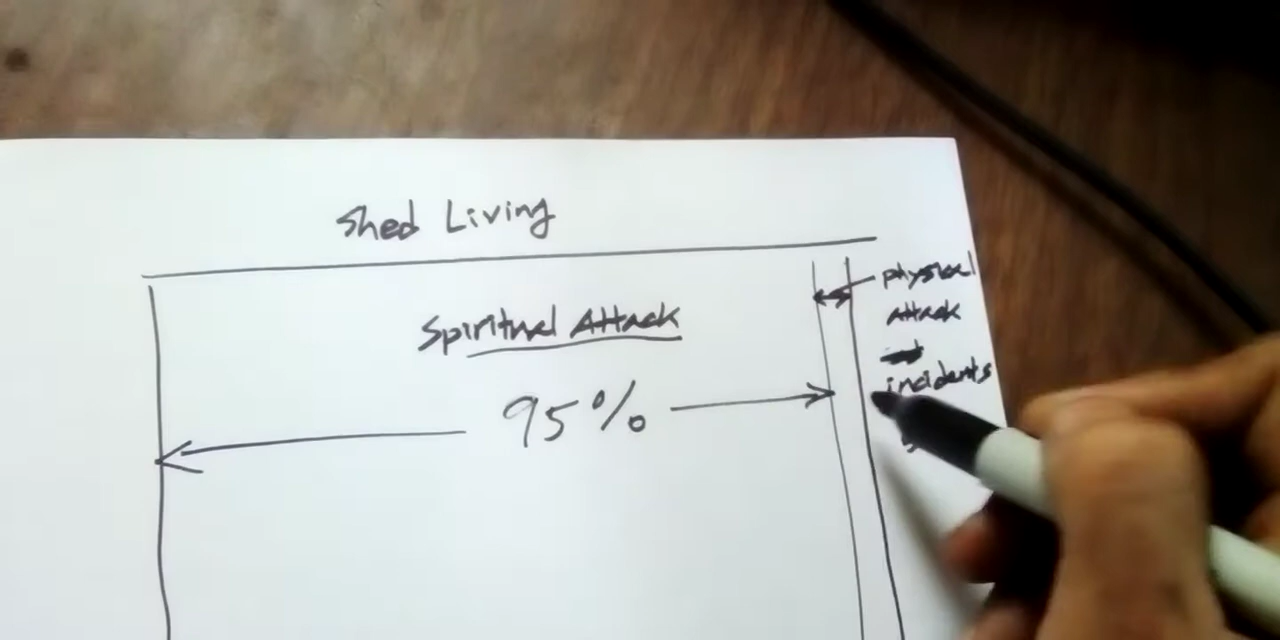 Shed Living
Spiritual Attack
95%
physical
attack
incidents